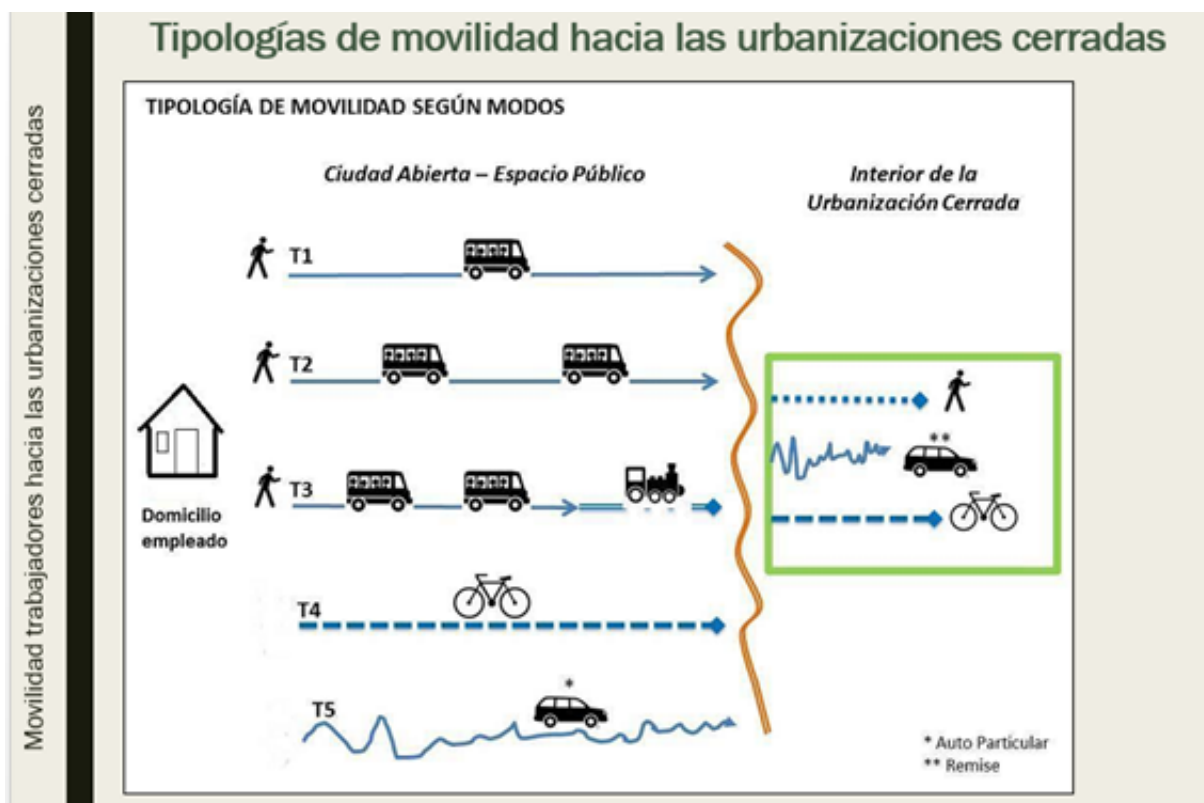 Tipologías de movilidad hacia las urbanizaciones cerradas
Movilidad trabajadores hacia las urbanizaciones cerradas
TIPOLOGÍA DE MOVILIDAD SEGÚN MODOS
Ciudad Abierta – Espacio Público
Interior de la
Urbanización Cerrada
T1
T2
T3
Domicilio
empleado
T4
T5
*
**
* Auto Particular
** Remise